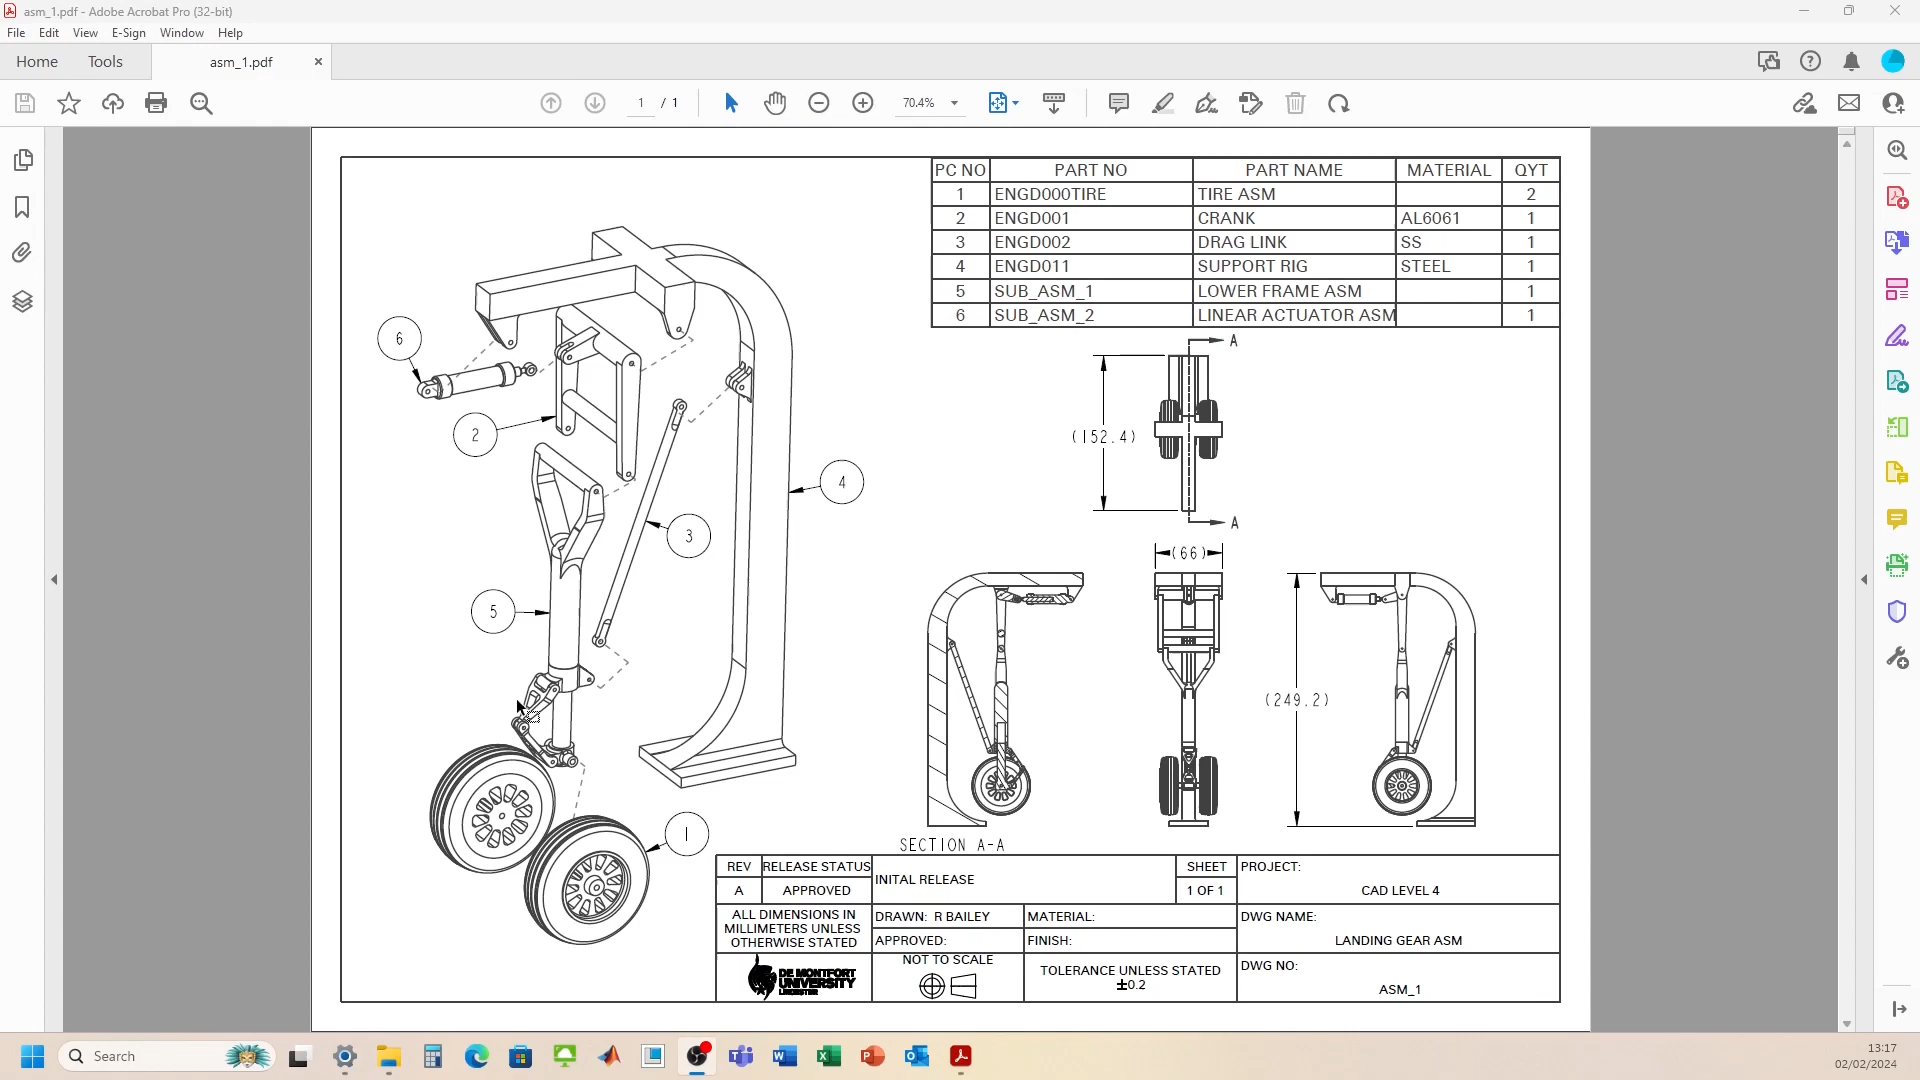 asm_1.pdf - Adobe Acrobat Pro (32-bit)
File Edit View E-Sign Window Help
Home Tools asm_1.pdf
1 / 1 70.4%
PC NO PART NO PART NAME MATERIAL QYT
1 ENGD000TIRE TIRE ASM 2
2 ENGD001 CRANK AL6061 1
3 ENGD002 DRAG LINK SS 1
4 ENGD011 SUPPORT RIG STEEL 1
5 SUB_ASM_1 LOWER FRAME ASM 1
6 SUB_ASM_2 LINEAR ACTUATOR ASM 1
6
2
4
3
5
1
A
(152.4)
A
(66)
(249.2)
SECTION A-A
REV RELEASE STATUS
A APPROVED
INITAL RELEASE
SHEET
1 OF 1
PROJECT:
CAD LEVEL 4
ALL DIMENSIONS IN
MILLIMETERS UNLESS
OTHERWISE STATED
DRAWN: R BAILEY
MATERIAL:
DWG NAME:
APPROVED:
FINISH:
LANDING GEAR ASM
DE MONTFORT
UNIVERSITY
LEICESTER
NOT TO SCALE
TOLERANCE UNLESS STATED
±0.2
DWG NO:
ASM_1
Search
13:17
02/02/2024